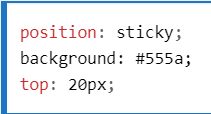 position: sticky;
background: #555a;
top: 20px;